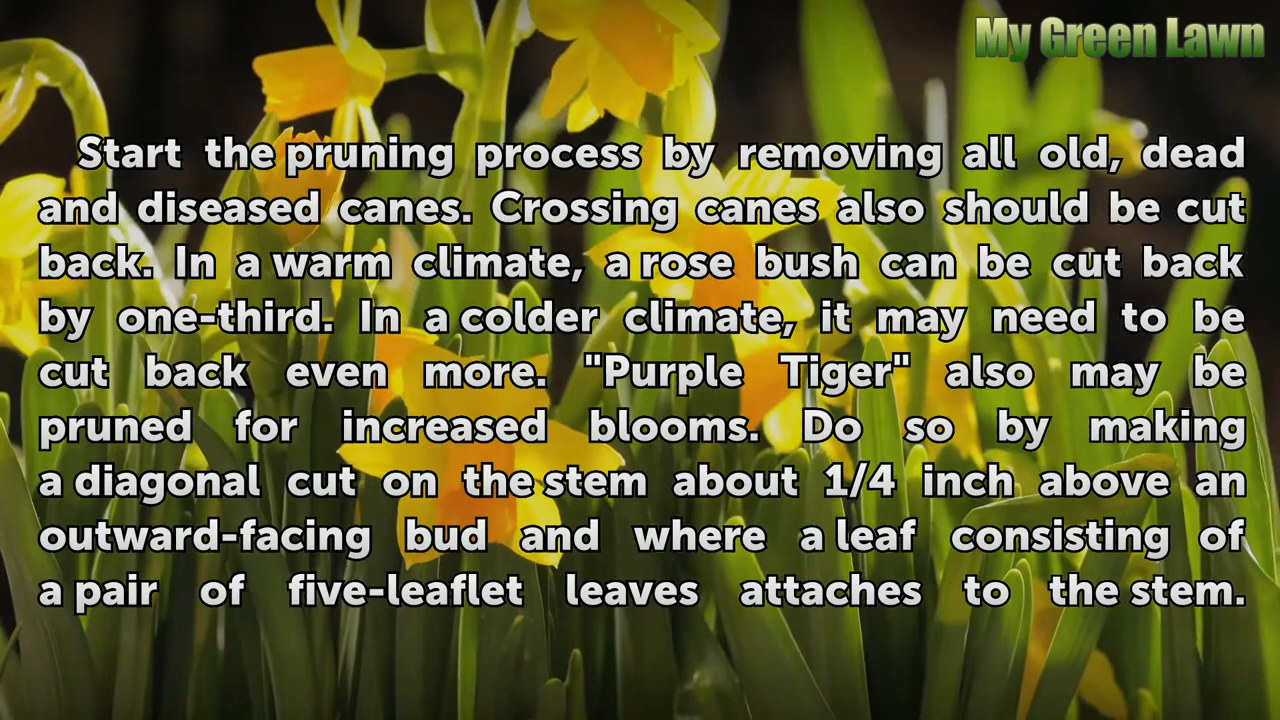 My Green Lawn
Start the pruning process by removing all old, dead
and diseased canes. Crossing canes also should be cut
back. In a warm climate, a rose bush can be cut back
by one-third. In a colder climate, it may need to be
cut back even more. "Purple Tiger" also may be
pruned for increased blooms. Do so by making
a diagonal cut on the stem about 1/4 inch above an
outward-facing bud and where a leaf consisting of
a pair of five-leaflet leaves attaches to the stem.